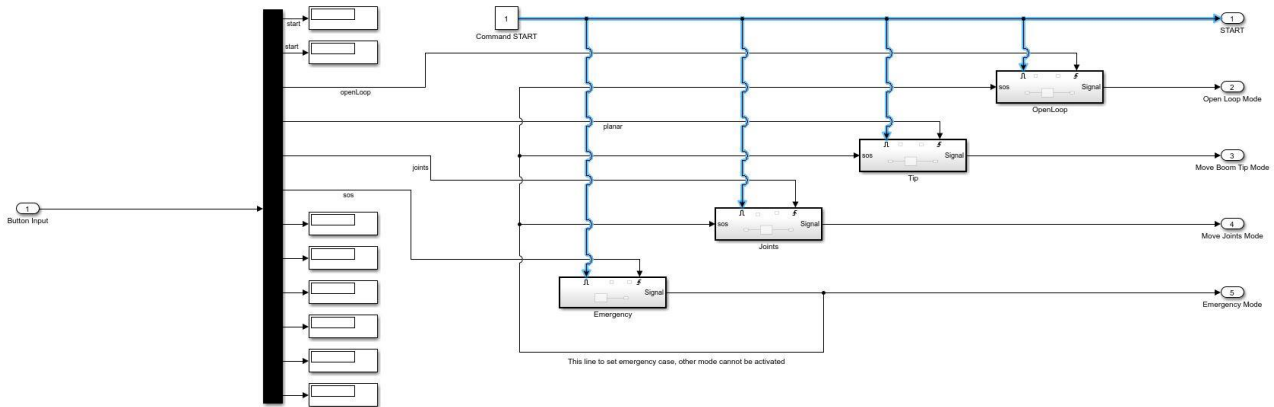 start
1
Command START
1
START
start
openLoop
sos
Signal
OpenLoop
2
Open Loop Mode
planar
sos
Signal
Tip
3
Move Boom Tip Mode
joints
sos
1
Button Input
sos
Signal
Joints
4
Move Joints Mode
Signal
Emergency
5
Emergency Mode
This line to set emergency case, other mode cannot be activated